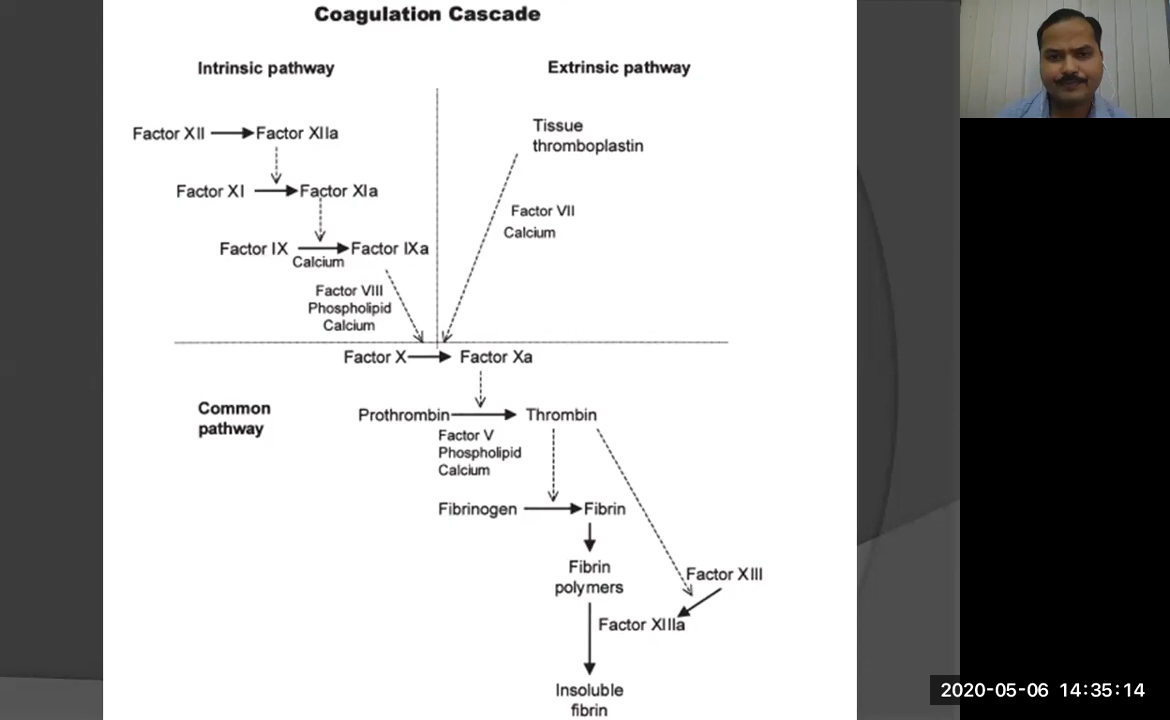 Coagulation Cascade
Intrinsic pathway
Extrinsic pathway
Factor XII
Factor XIIa
Tissue
thromboplastin
Factor XI
Factor XIa
Factor VII
Calcium
Factor IX
Factor IXa
Calcium
Factor VIII
Phospholipid
Calcium
Factor X
Factor Xa
Common
pathway
Prothrombin
Thrombin
Factor V
Phospholipid
Calcium
Fibrinogen
Fibrin
Fibrin
polymers
Factor XIII
Factor XIIIa
Insoluble
fibrin
2020-05-06 14:35:14